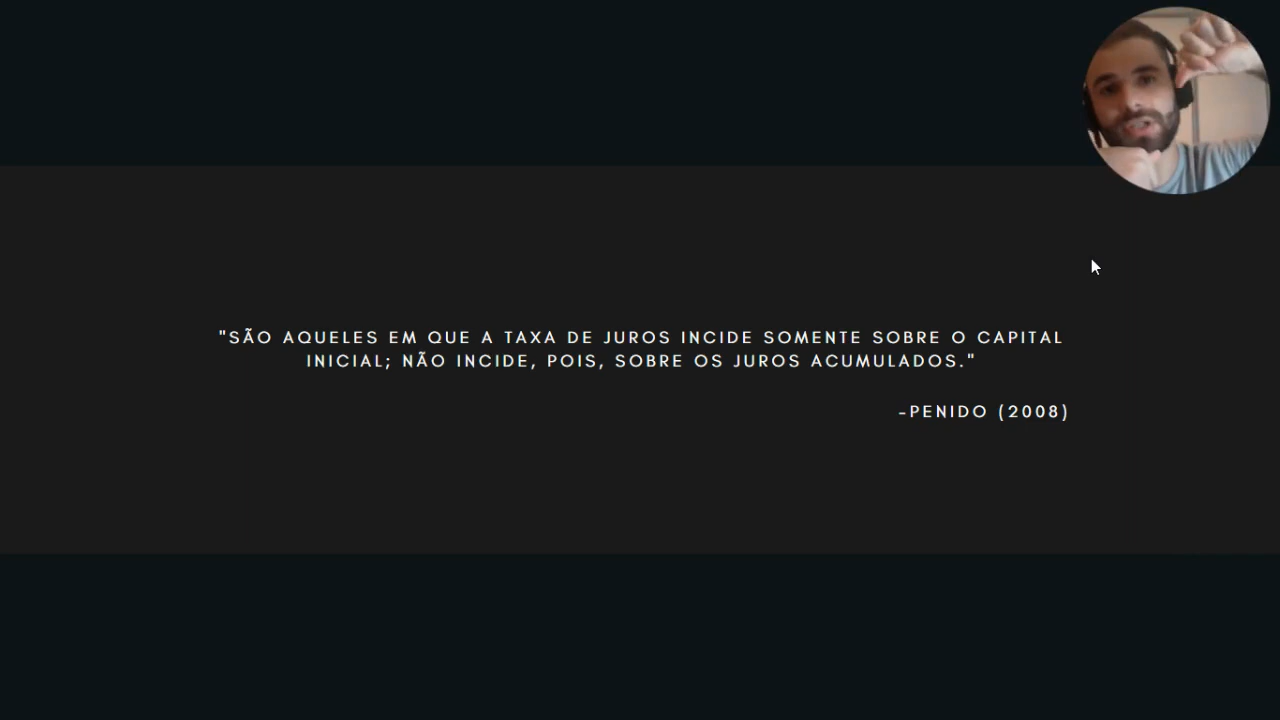 "SÃO AQUELES EM QUE A TAXA DE JUROS INCIDE SOMENTE SOBRE O CAPITAL
INICIAL; NÃO INCIDE, POIS, SOBRE OS JUROS ACUMULADOS."
-PENIDO (2008)